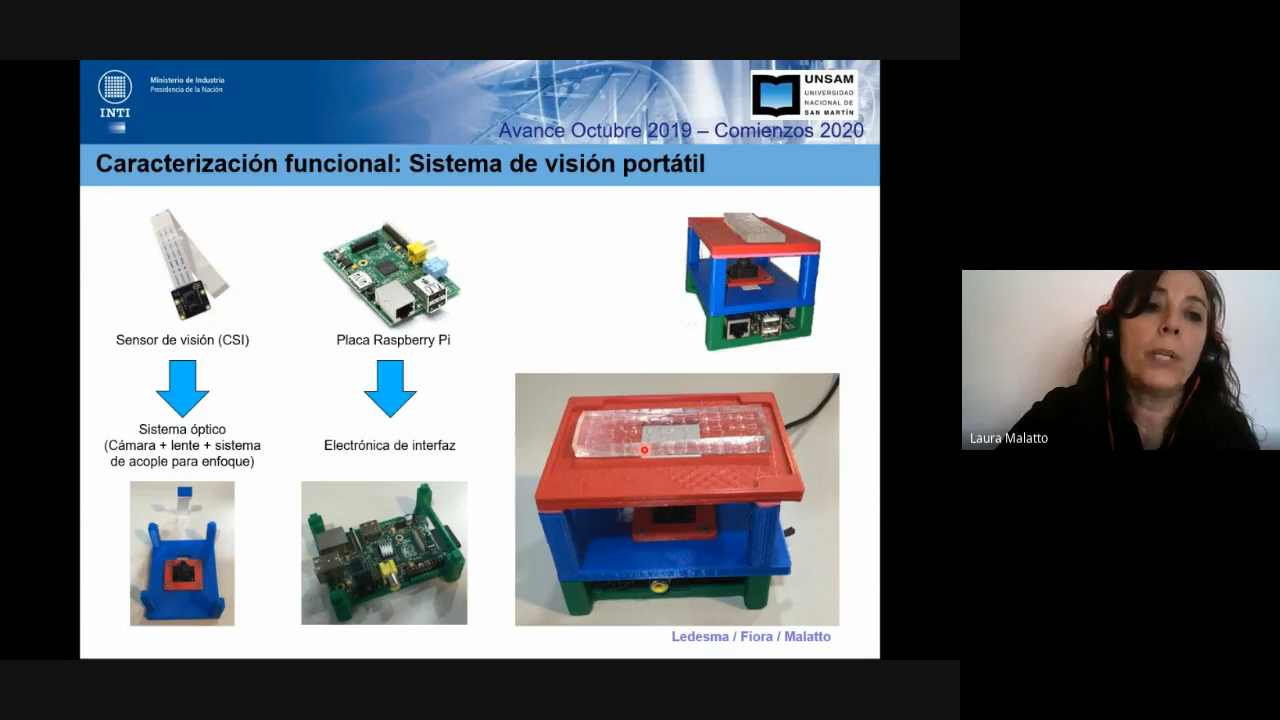 Ministerio de Industria
Presidencia de la Nación
INTI
UNSAM
UNIVERSIDAD
NACIONAL DE
SAN MARTÍN
Avance Octubre 2019 – Comienzos 2020
Caracterización funcional: Sistema de visión portátil
Sensor de visión (CSI)
Placa Raspberry Pi
Sistema óptico
(Cámara + lente + sistema
de acople para enfoque)
Electrónica de interfaz
Ledesma / Fiora / Malatto
Laura Malatto